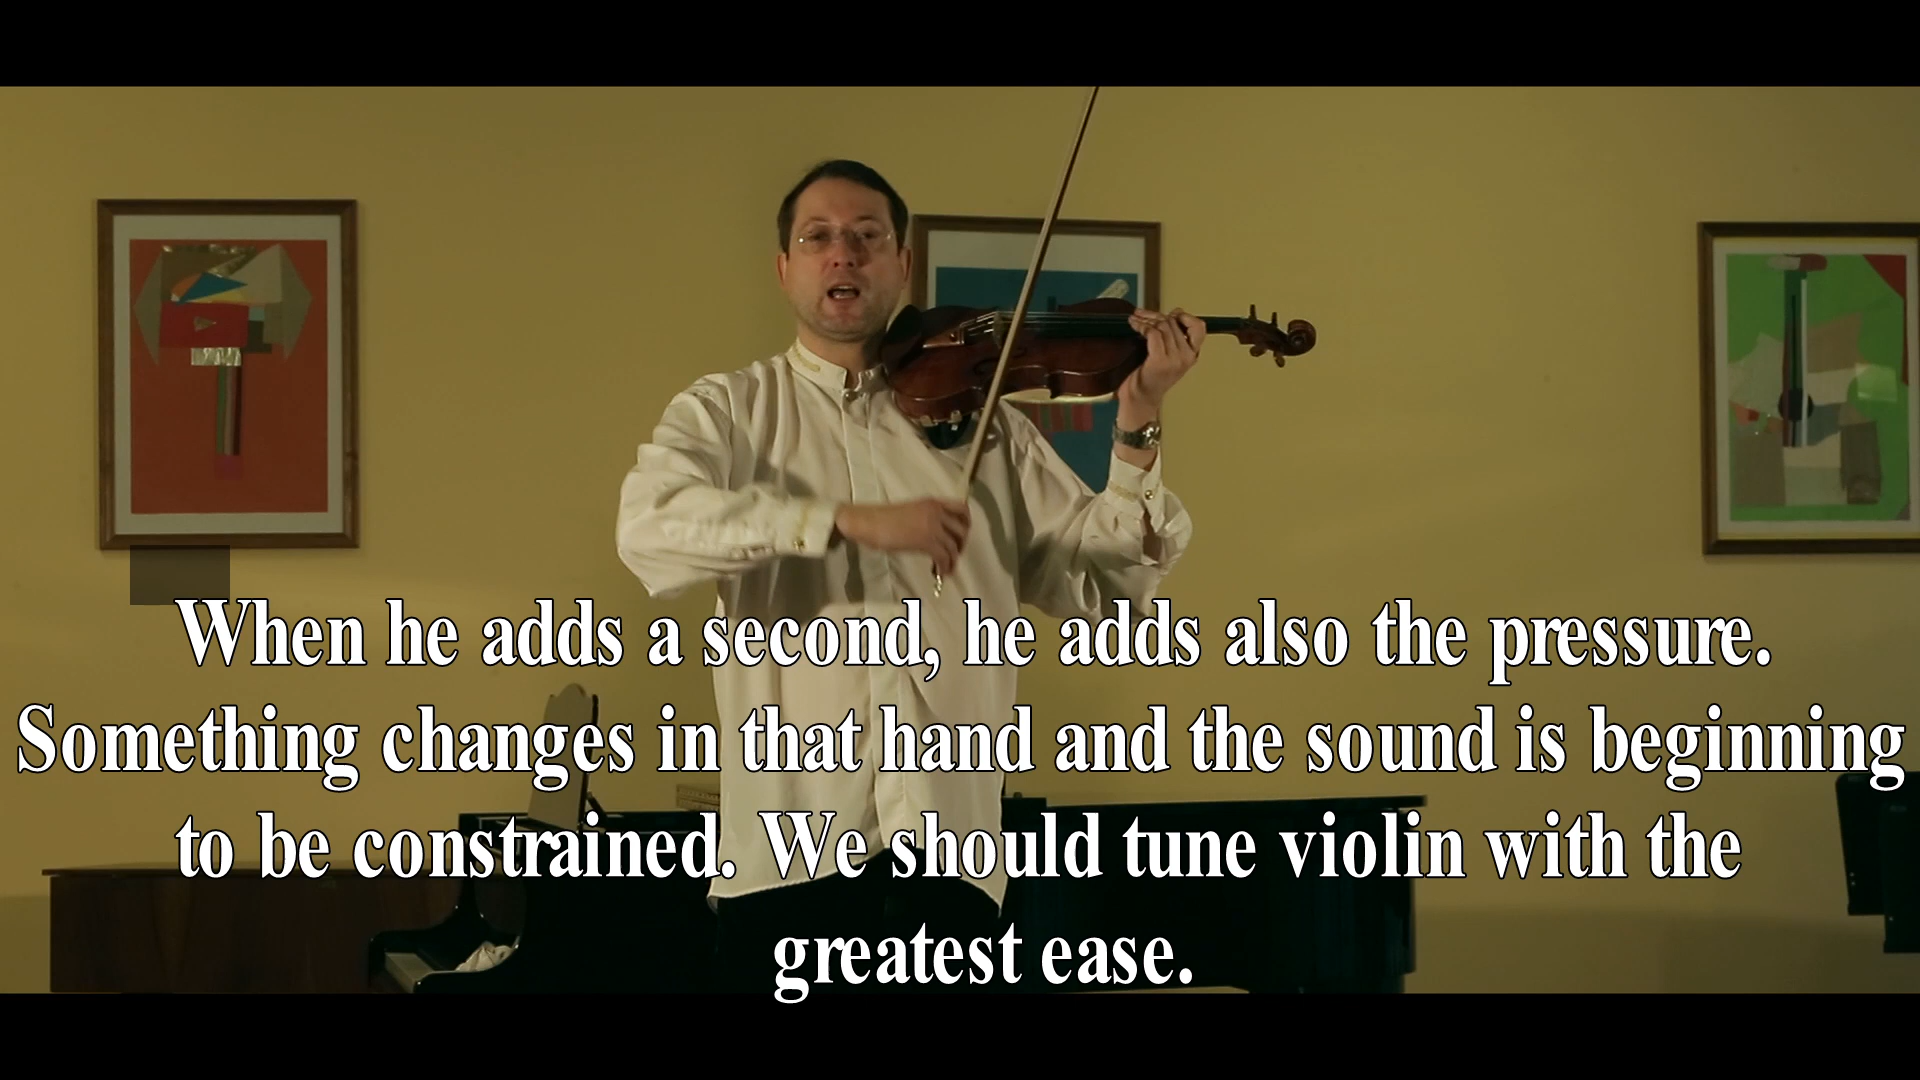 When he adds a second, he adds also the pressure.
Something changes in that hand and the sound is beginning
to be constrained. We should tune violin with the
greatest ease.